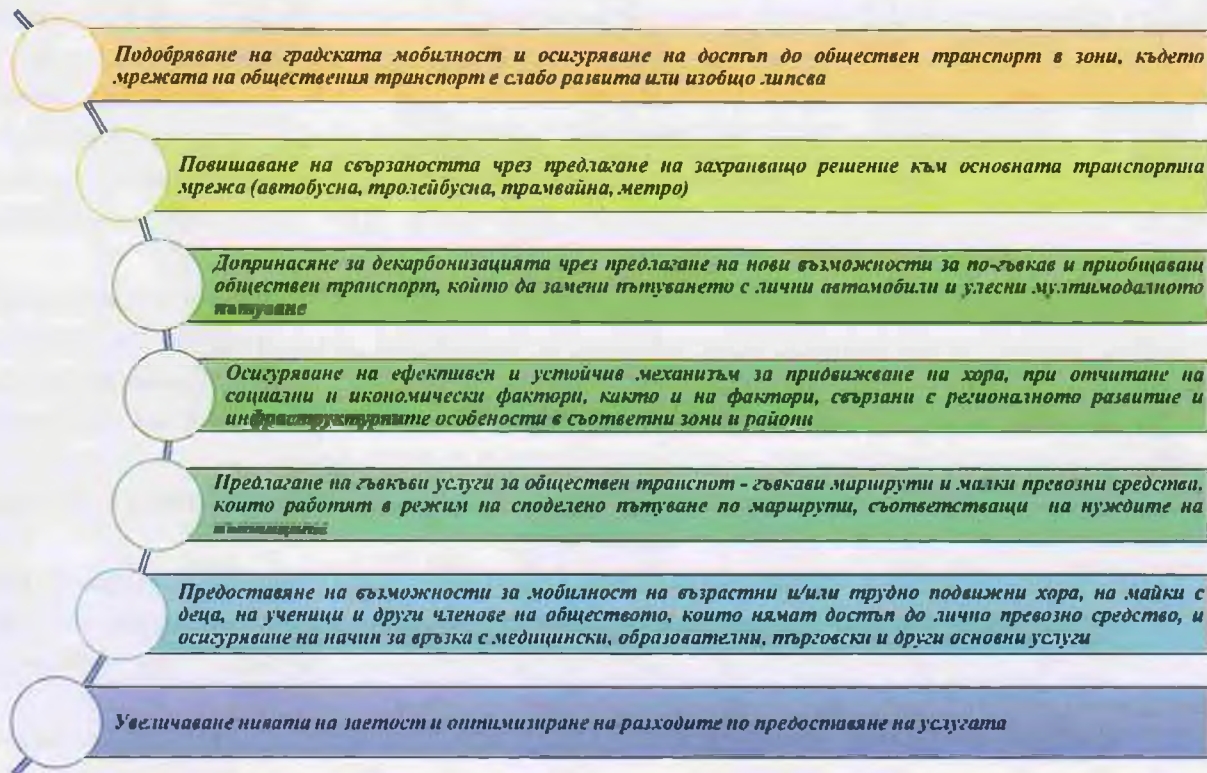 Подобряване на градската мобилност и осигуряване на достъп до обществен транспорт в зони, където
мрежата на обществения транспорт е слабо развита или изобщо липсва
Повишаване на свързаността чрез предлагане на захранващо решение към основната транспортна
мрежа (автобусна, тролейбусна, трамвайна, метро)
Допринасяне за декарбонизацията чрез предлагане на нови възможности за по-гъвкав и приобщаващ
обществен транспорт, който да замени пътуването с лични автомобили и улесни мултимодалното
пътуване
Осигуряване на ефективен и устойчив механизъм за придвижване на хора, при отчитане на
социални и икономически фактори, както и на фактори, свързани с регионалното развитие и
инфраструктурните особености в съответни зони и райони
Предлагане на гъвкъви услуги за обществен транспот - гъвкави маршрути и малки превозни средства,
които работят в режим на споделено пътуване по маршрути, съответстващи на нуждите на
Предоставяне на възможности за мобилност на възрастни и/или трудно подвижни хора, на майки с
деца, на ученици и други членове на обществото, които нямат достъп до лично превозно средство, и
осигуряване на начин за връзка с медицински, образователни, търговски и други основни услуги
Увеличаване нивата на заетост и оптимизиране на разходите по предоставяне на услугата